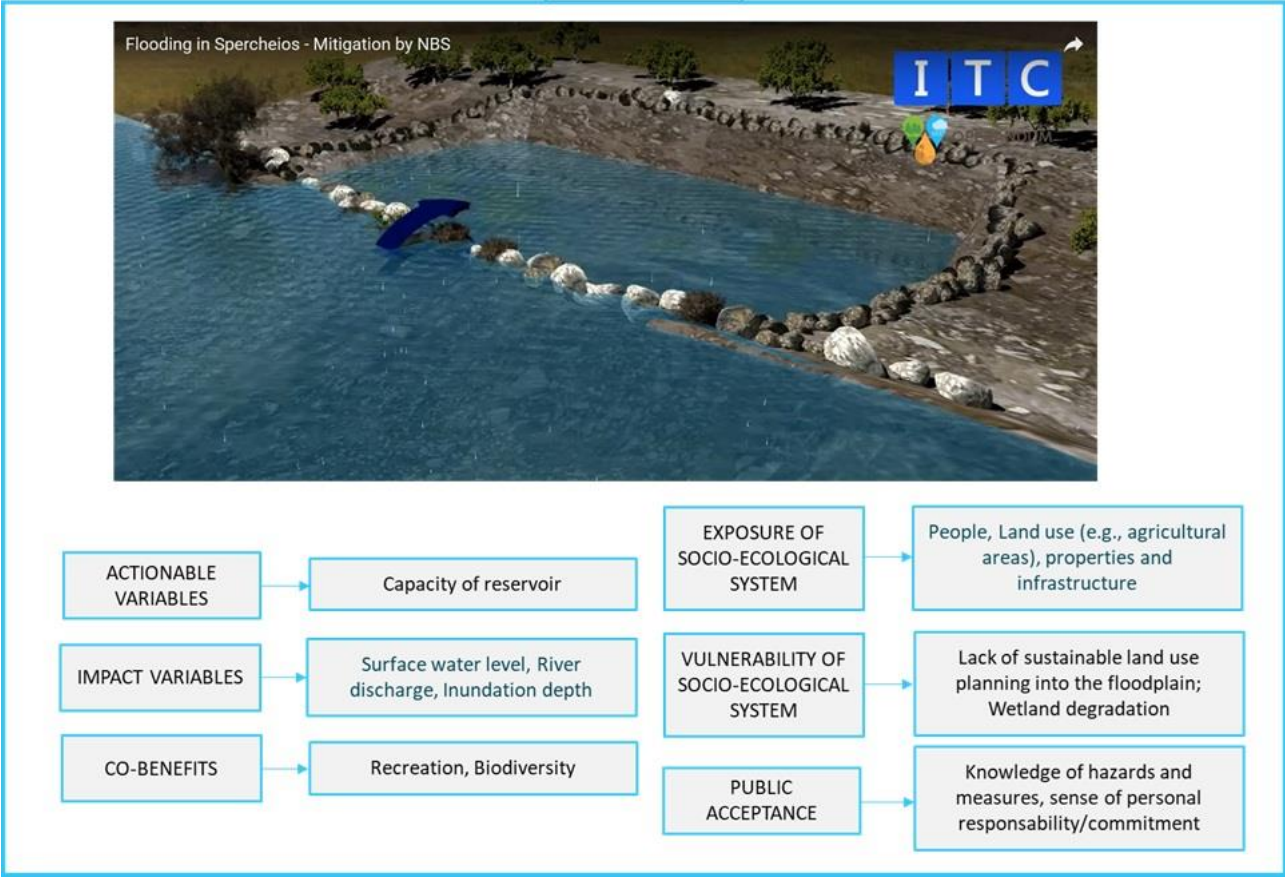 Flooding in Spercheios - Mitigation by NBS
I T C
ACTIONABLE
VARIABLES
Capacity of reservoir
IMPACT VARIABLES
Surface water level, River
discharge, Inundation depth
CO-BENEFITS
Recreation, Biodiversity
EXPOSURE OF
SOCIO-ECOLOGICAL
SYSTEM
People, Land use (e.g., agricultural
areas), properties and
infrastructure
VULNERABILITY OF
SOCIO-ECOLOGICAL
SYSTEM
Lack of sustainable land use
planning into the floodplain;
Wetland degradation
PUBLIC
ACCEPTANCE
Knowledge of hazards and
measures, sense of personal
responsability/commitment